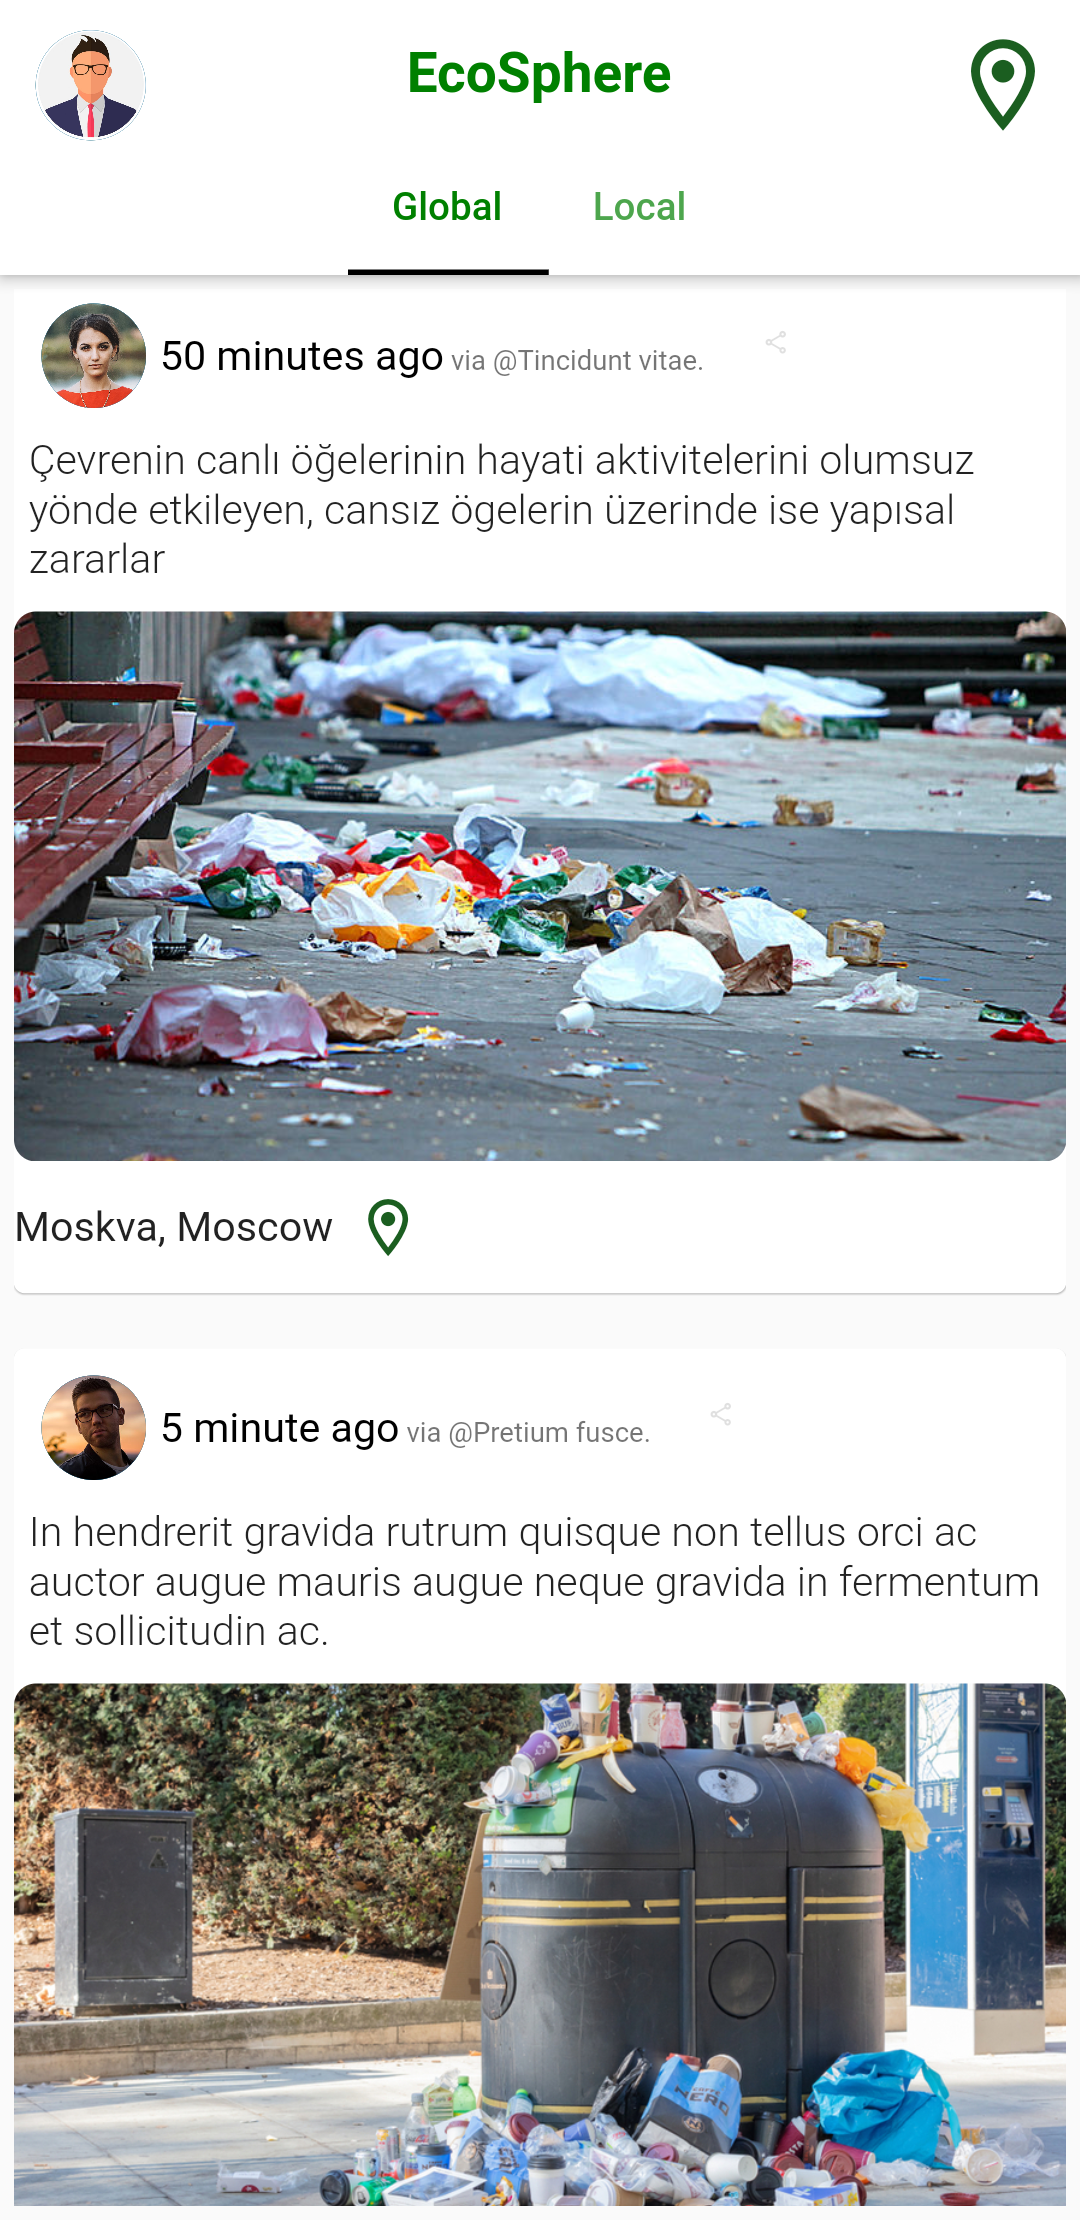 EcoSphere
Global Local
50 minutes ago via @Tincidunt vitae.
Çevrenin canlı öğelerinin hayati aktivitelerini olumsuz
yönde etkileyen, cansız ögelerin üzerinde ise yapısal
zararlar
Moskva, Moscow
5 minute ago via @Pretium fusce.
In hendrerit gravida rutrum quisque non tellus orci ac
auctor augue mauris augue neque gravida in fermentum
et sollicitudin ac.
NERO